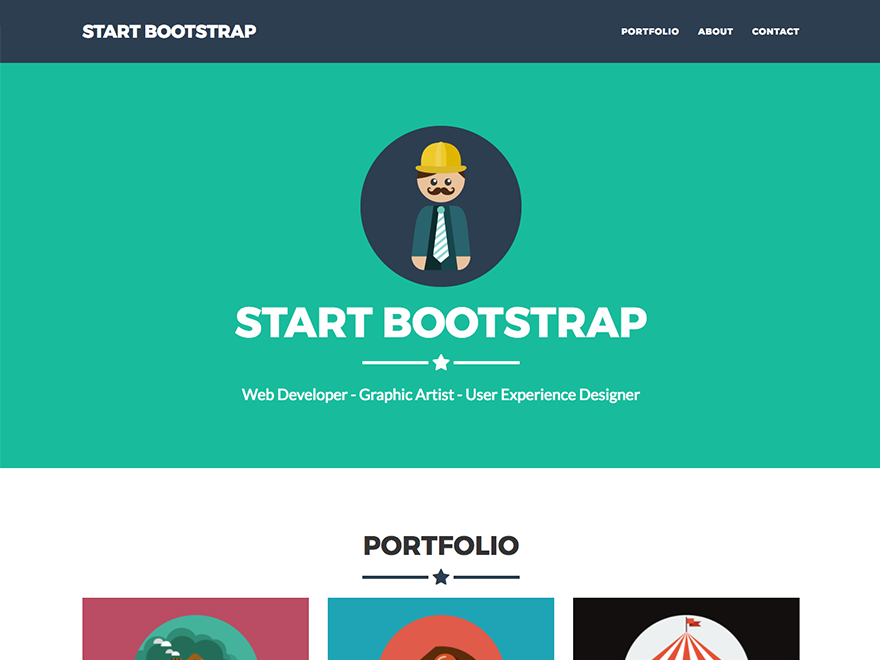 START BOOTSTRAP
PORTFOLIO ABOUT CONTACT
START BOOTSTRAP
Web Developer - Graphic Artist - User Experience Designer
PORTFOLIO